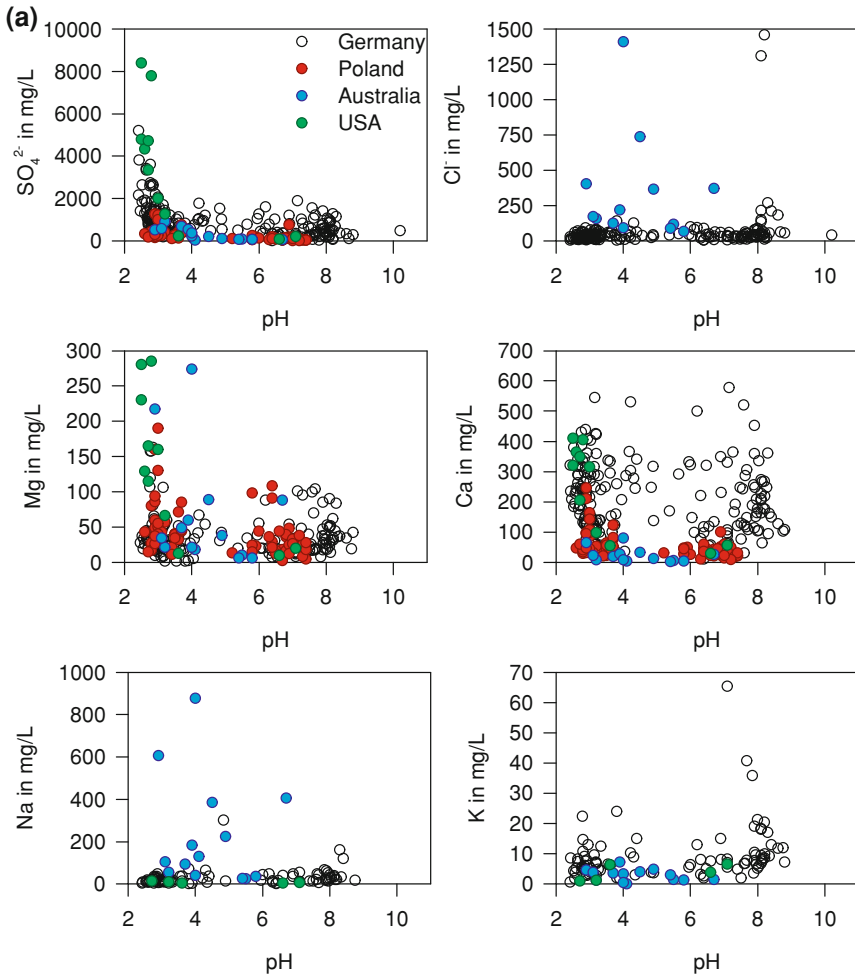 (a)
SO₄²⁻ in mg/L
10000
8000
6000
4000
2000
0
2 4 6 8 10
pH
Germany
Poland
Australia
USA
Cl⁻ in mg/L
1500
1250
1000
750
500
250
0
2 4 6 8 10
pH
Mg in mg/L
300
250
200
150
100
50
0
2 4 6 8 10
pH
Ca in mg/L
700
600
500
400
300
200
100
0
2 4 6 8 10
pH
Na in mg/L
1000
800
600
400
200
0
2 4 6 8 10
pH
K in mg/L
70
60
50
40
30
20
10
0
2 4 6 8 10
pH